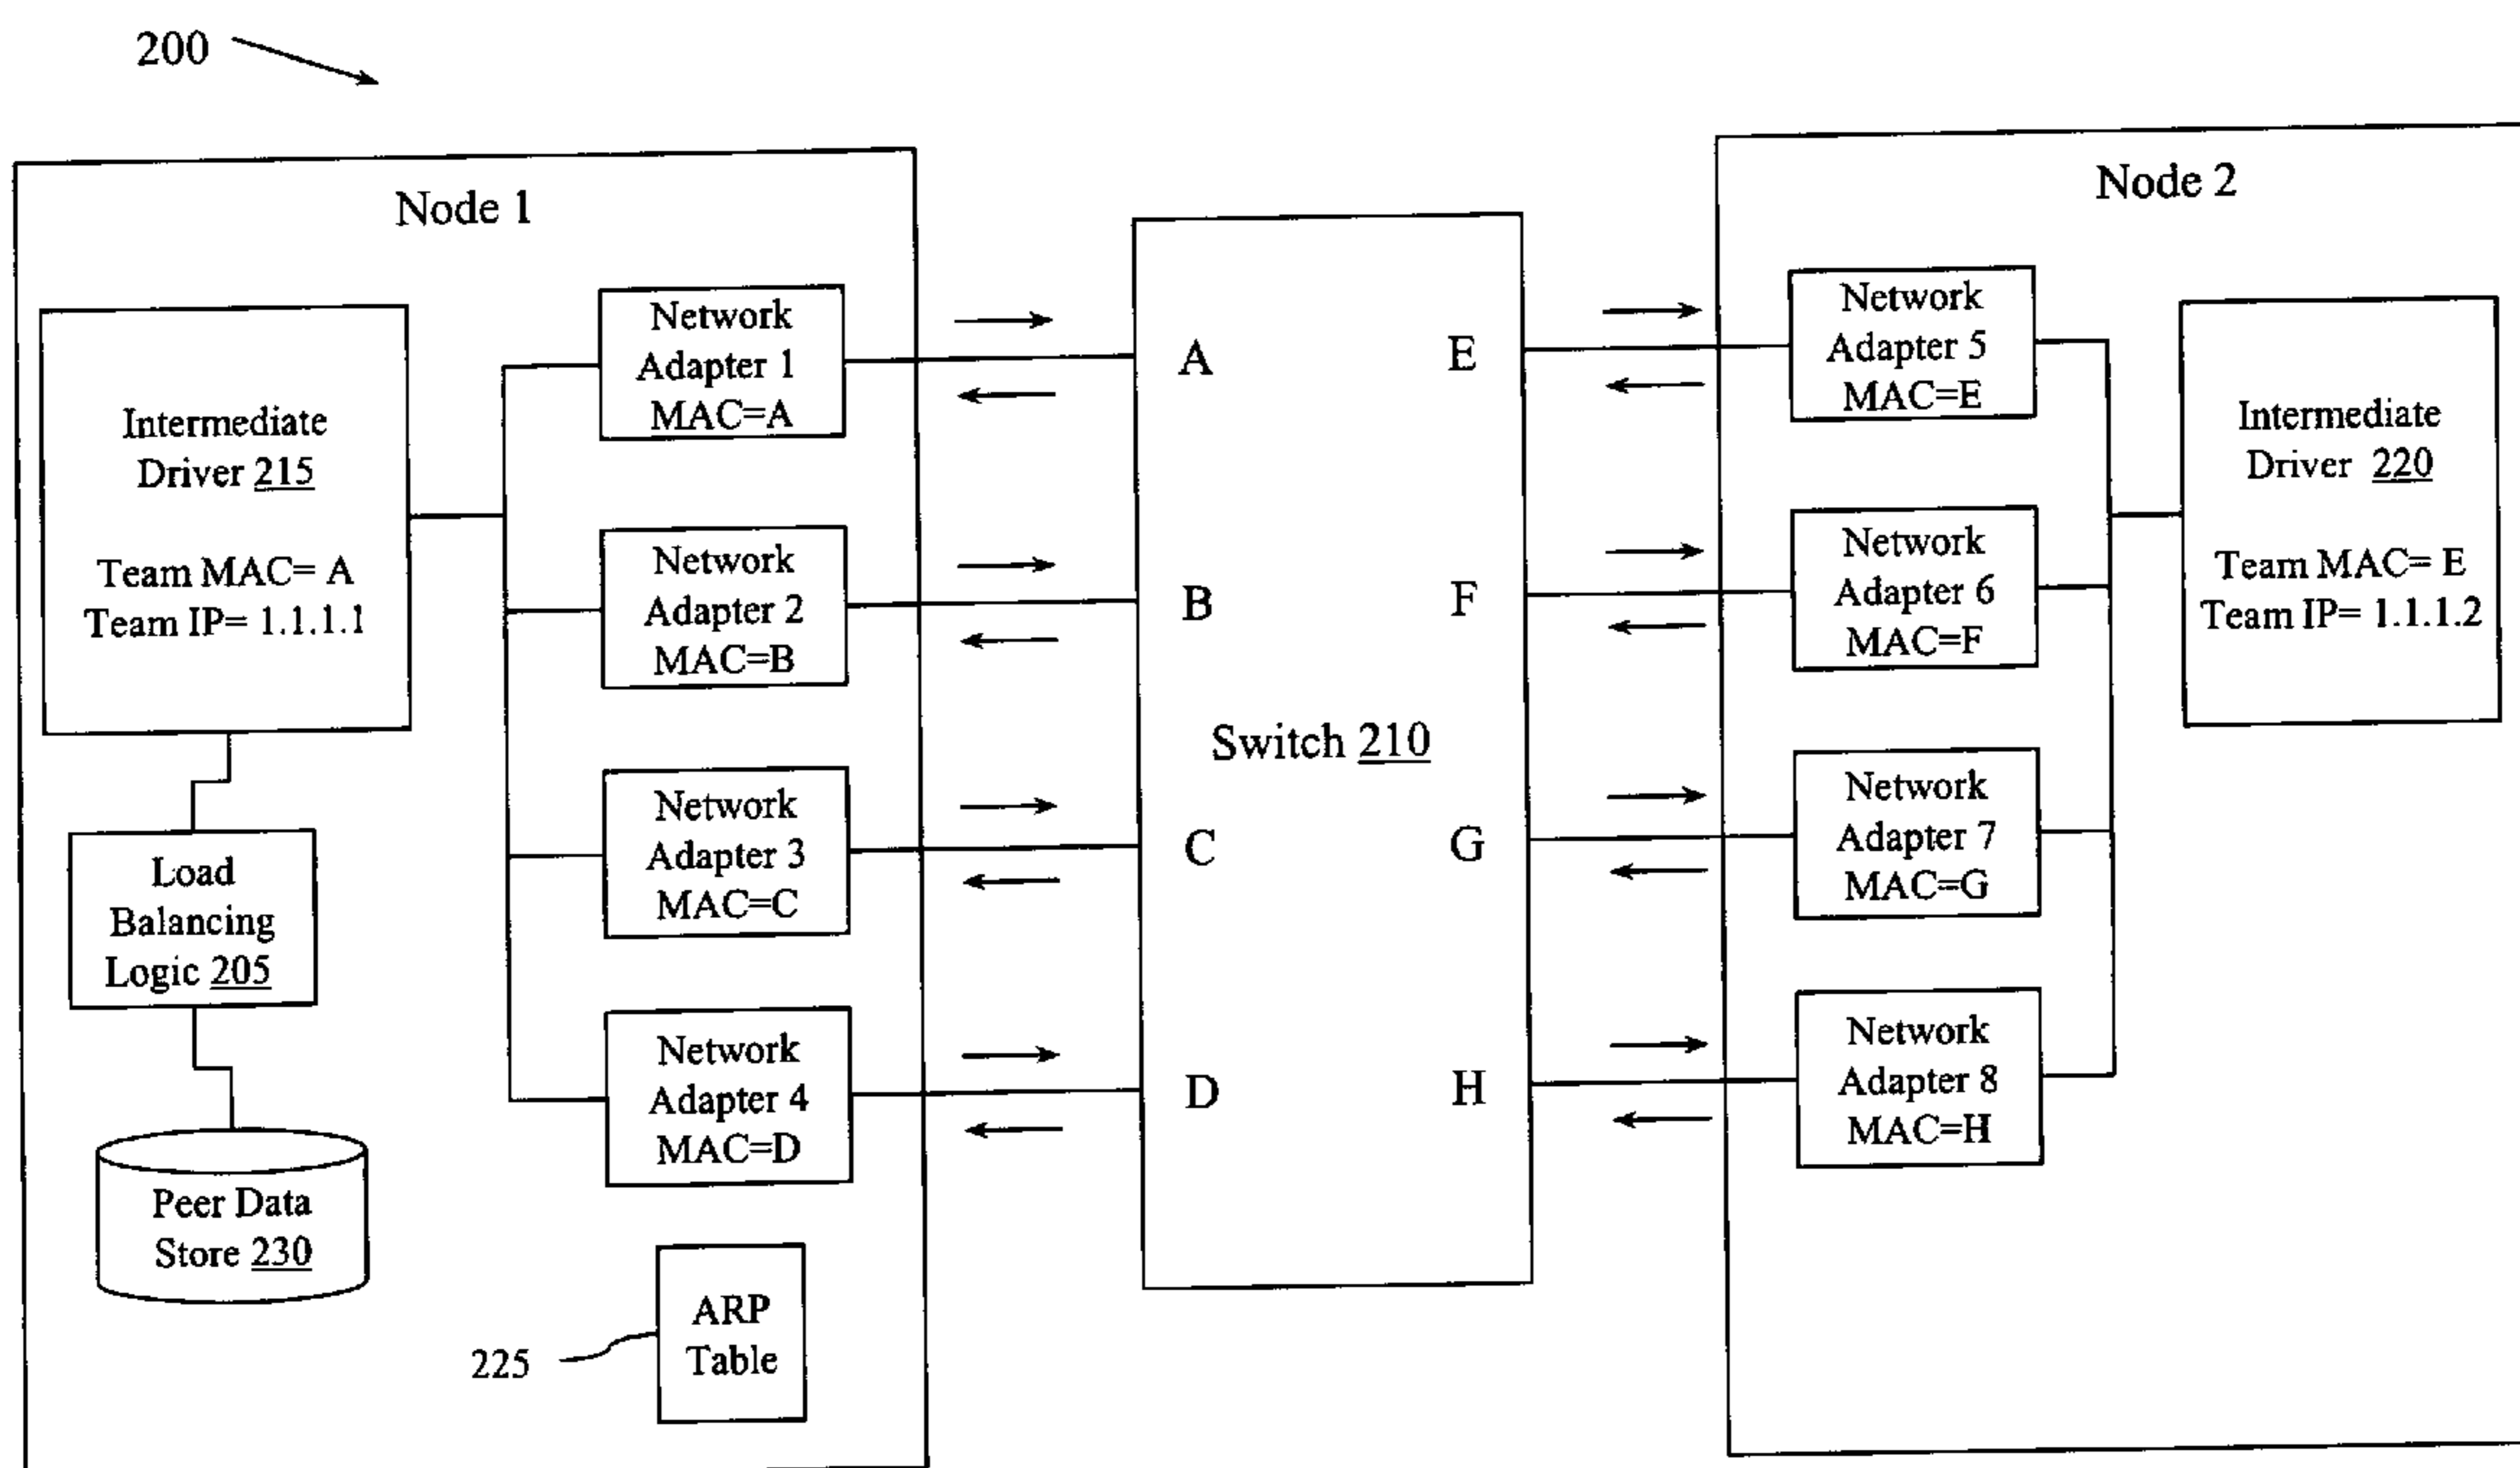 200
Node 1
Intermediate
Driver 215
Team MAC= A
Team IP= 1.1.1.1
Load
Balancing
Logic 205
Peer Data
Store 230
Network
Adapter 1
MAC=A
Network
Adapter 2
MAC=B
Network
Adapter 3
MAC=C
Network
Adapter 4
MAC=D
ARP
Table
225
A
B
C
D
Switch 210
E
F
G
H
Node 2
Network
Adapter 5
MAC=E
Network
Adapter 6
MAC=F
Network
Adapter 7
MAC=G
Network
Adapter 8
MAC=H
Intermediate
Driver 220
Team MAC= E
Team IP= 1.1.1.2